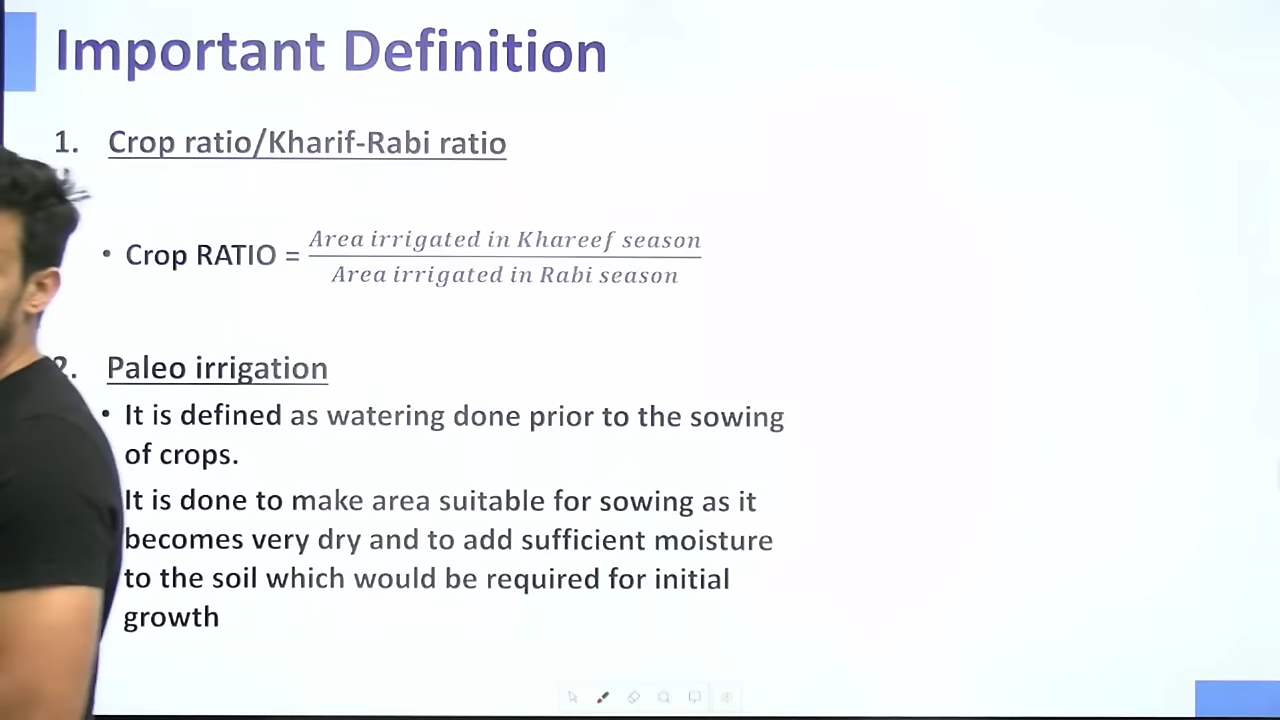 Important Definition
1. Crop ratio/Kharif-Rabi ratio
• Crop RATIO = Area irrigated in Khareef season
Area irrigated in Rabi season
2. Paleo irrigation
• It is defined as watering done prior to the sowing
of crops.
It is done to make area suitable for sowing as it
becomes very dry and to add sufficient moisture
to the soil which would be required for initial
growth